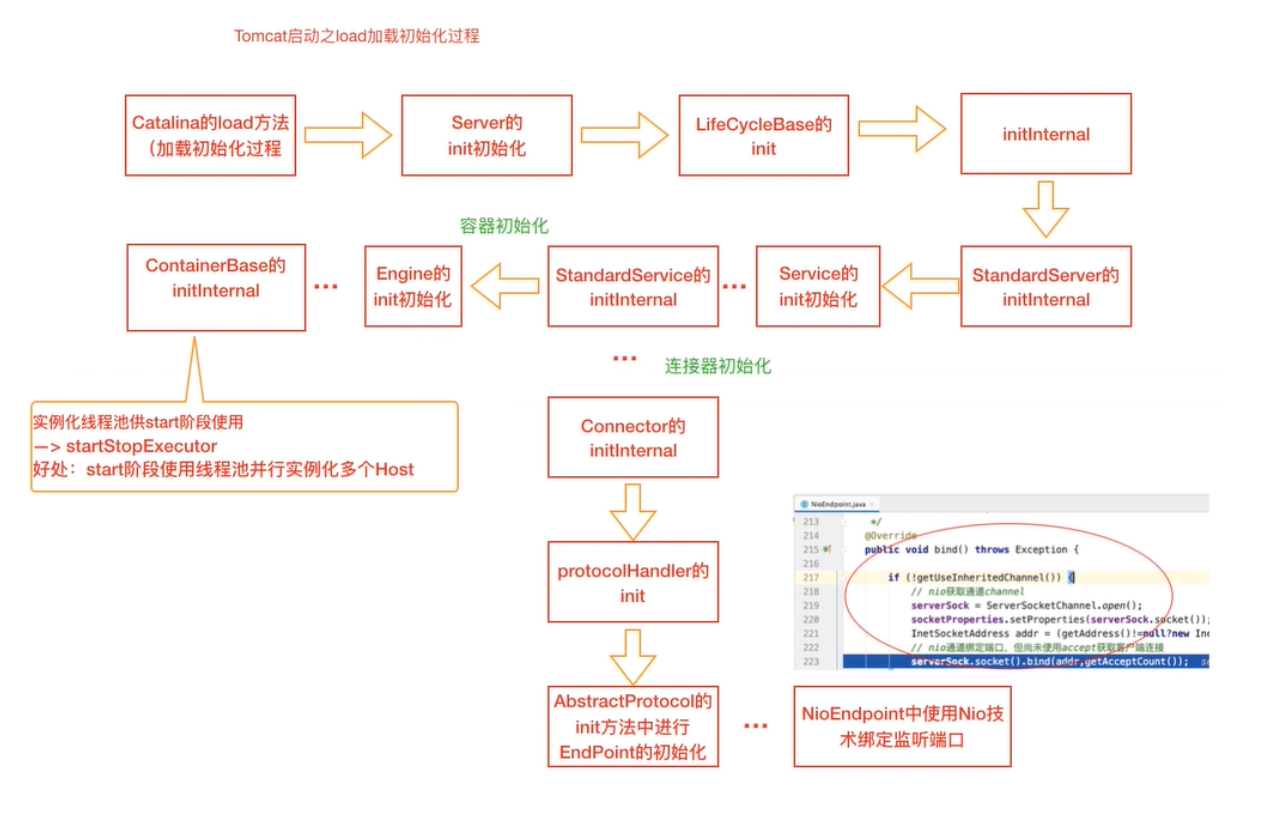 Tomcat启动之load加载初始化过程
Catalina的load方法
（加载初始化过程
Server的
init初始化
LifeCycleBase的
init
initInternal
容器初始化
ContainerBase的
initInternal
...
Engine的
init初始化
StandardService的
initInternal
...
Service的
init初始化
StandardServer的
initInternal
...
连接器初始化
实例化线程池供start阶段使用
—> startStopExecutor
好处：start阶段使用线程池并行实例化多个Host
Connector的
initInternal
protocolHandler的
init
AbstractProtocol的
init方法中进行
EndPoint的初始化
...
NioEndpoint中使用Nio技
术绑定监听端口
NioEndpoint.java
213 */
214 @Override
215 public void bind() throws Exception {
216
217 if (!getUseInheritedChannel()) {
218 // nio获取通道channel
219 serverSock = ServerSocketChannel.open();
220 socketProperties.setProperties(serverSock.socket());
221 InetSocketAddress addr = (getAddress()!=null?new Ine
222 // nio通道绑定端口，但尚未使用accept获取客户端连接
223 serverSock.socket().bind(addr,getAcceptCount());